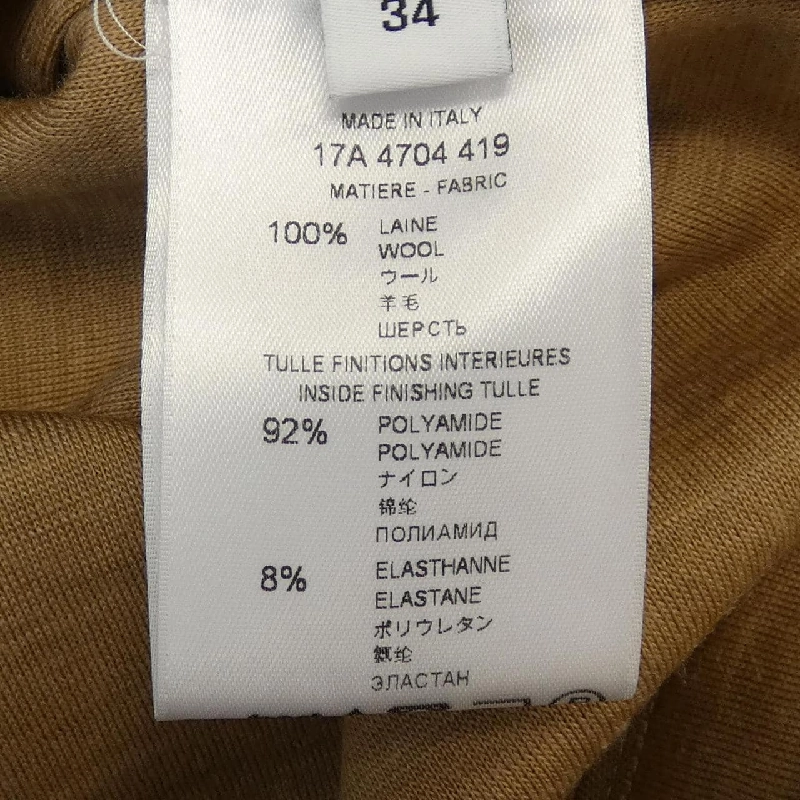 34
MADE IN ITALY
17A 4704 419
MATIERE - FABRIC
100% LAINE
WOOL
ウール
羊毛
ШЕРСТЬ
TULLE FINITIONS INTERIEURES
INSIDE FINISHING TULLE
92% POLYAMIDE
POLYAMIDE
ナイロン
锦纶
ПОЛИАМИД
8% ELASTHANNE
ELASTANE
ポリウレタン
氨纶
ЭЛАСТАН